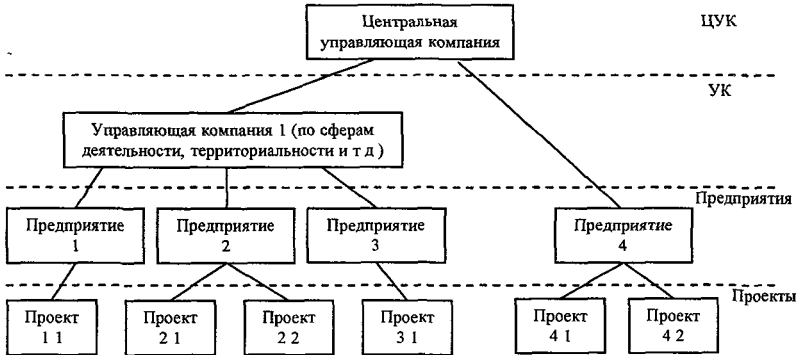 Центральная
управляющая компания
ЦУК
УК
Управляющая компания 1 (по сферам
деятельности, территориальности и т д )
Предприятия
Предприятие
1
Предприятие
2
Предприятие
3
Предприятие
4
Проекты
Проект
1 1
Проект
2 1
Проект
2 2
Проект
3 1
Проект
4 1
Проект
4 2